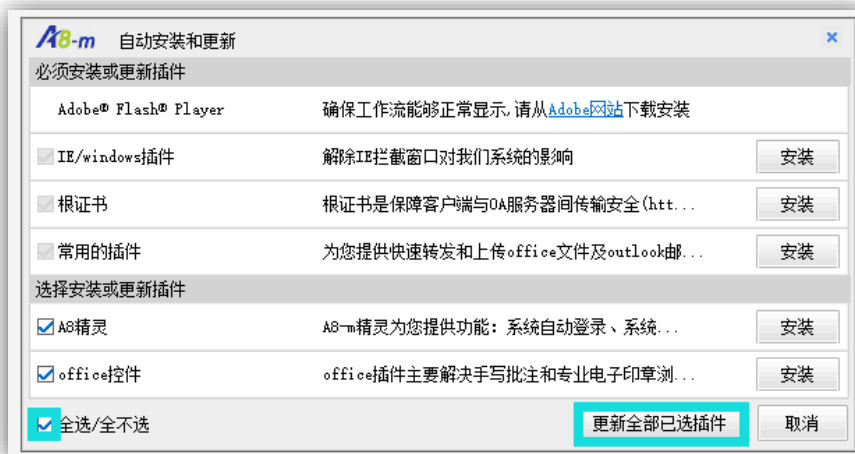 A8-m 自动安装和更新
必须安装或更新插件
Adobe® Flash® Player 确保工作流能够正常显示,请从Adobe网站下载安装
IE/windows插件 解除IE拦截窗口对我们系统的影响 安装
根证书 根证书是保障客户端与OA服务器间传输安全(htt... 安装
常用的插件 为您提供快速转发和上传office文件及outlook邮... 安装
选择安装或更新插件
A8精灵 A8-m精灵为您提供功能：系统自动登录、系统... 安装
office控件 office插件主要解决手写批注和专业电子印章浏... 安装
全选/全不选 更新全部已选插件 取消